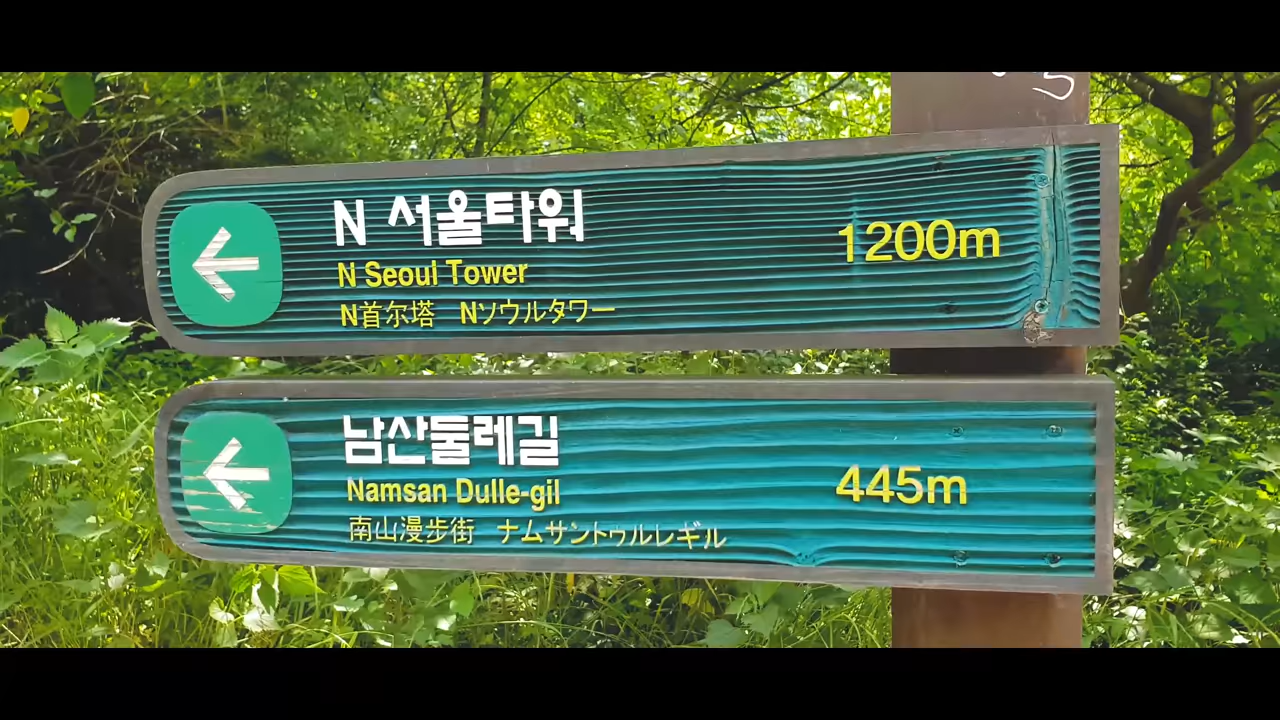 N 서울타워
N Seoul Tower
1200m
N首尔塔 Nソウルタワー
남산둘레길
Namsan Dulle-gil
445m
南山漫步街 ナムサントゥルレギル